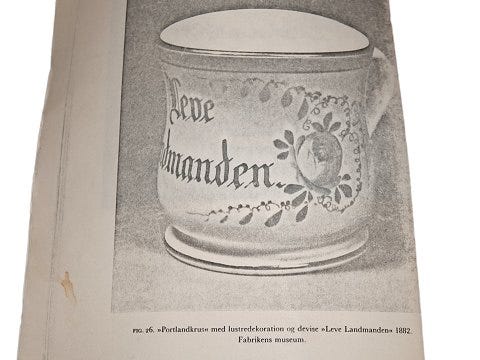 Leve
dmanden.
FIG. 26. »Portlandkrus« med lustredekoration og devise »Leve Landmanden« 1882.
Fabrikens museum.